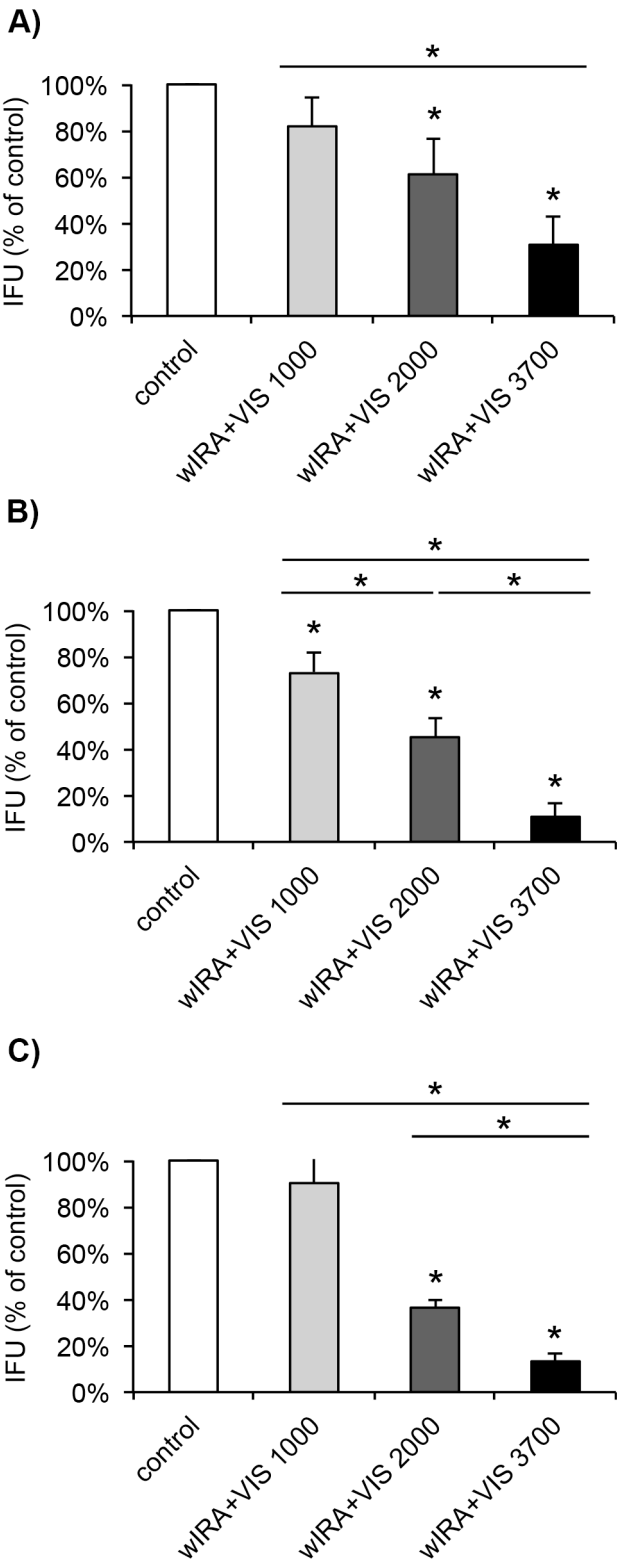 A)
*
IFU (% of control)
100%
80%
60%
40%
20%
0%
*
*
control
wIRA+VIS 1000
wIRA+VIS 2000
wIRA+VIS 3700
B)
*
*
*
IFU (% of control)
100%
80%
60%
40%
20%
0%
*
*
*
control
wIRA+VIS 1000
wIRA+VIS 2000
wIRA+VIS 3700
C)
*
*
IFU (% of control)
100%
80%
60%
40%
20%
0%
*
*
control
wIRA+VIS 1000
wIRA+VIS 2000
wIRA+VIS 3700